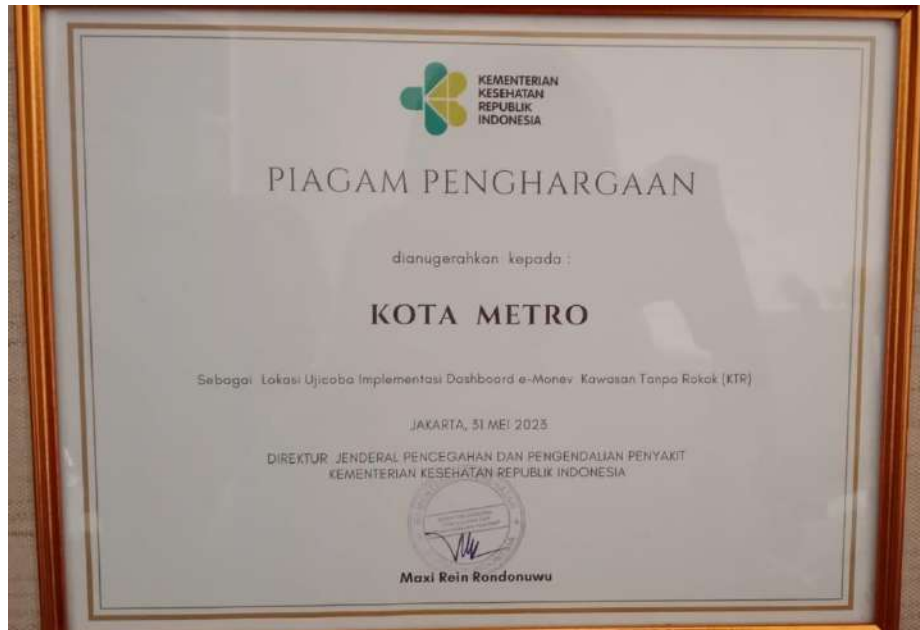 KEMENTERIAN
KESEHATAN
REPUBLIK
INDONESIA
PIAGAM PENGHARGAAN
dianugerahkan kepada :
KOTA METRO
Sebagai Lokasi Ujicoba Implementasi Dashboard e-Monev Kawasan Tanpa Rokok (KTR)
JAKARTA, 31 MEI 2023
DIREKTUR JENDERAL PENCEGAHAN DAN PENGENDALIAN PENYAKIT
KEMENTERIAN KESEHATAN REPUBLIK INDONESIA
Maxi Rein Rondonuwu